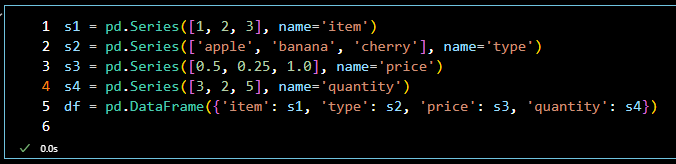 1 s1 = pd.Series([1, 2, 3], name='item')
2 s2 = pd.Series(['apple', 'banana', 'cherry'], name='type')
3 s3 = pd.Series([0.5, 0.25, 1.0], name='price')
4 s4 = pd.Series([3, 2, 5], name='quantity')
5 df = pd.DataFrame({'item': s1, 'type': s2, 'price': s3, 'quantity': s4})
6
0.0s